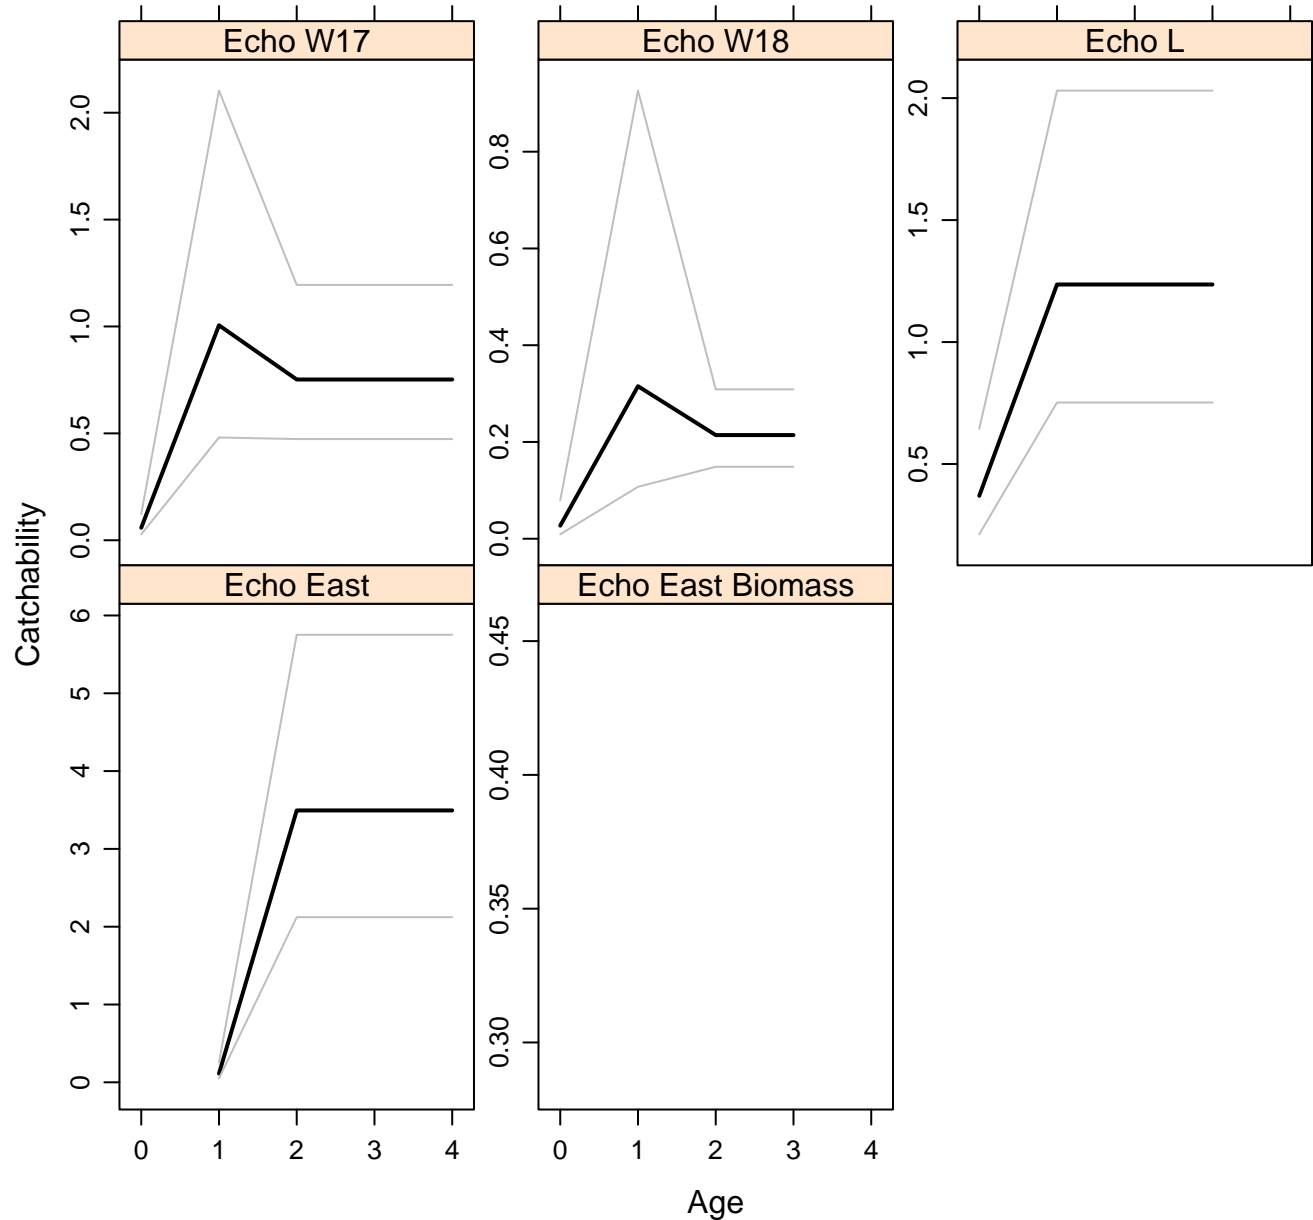 Echo W17
Echo W18
Echo L
0.0 0.5 1.0 1.5 2.0
0.0 0.2 0.4 0.6 0.8
0.5 1.0 1.5 2.0
Catchability
Echo East
Echo East Biomass
0 1 2 3 4 5 6
0.30 0.35 0.40 0.45
0 1 2 3 4
0 1 2 3 4
Age